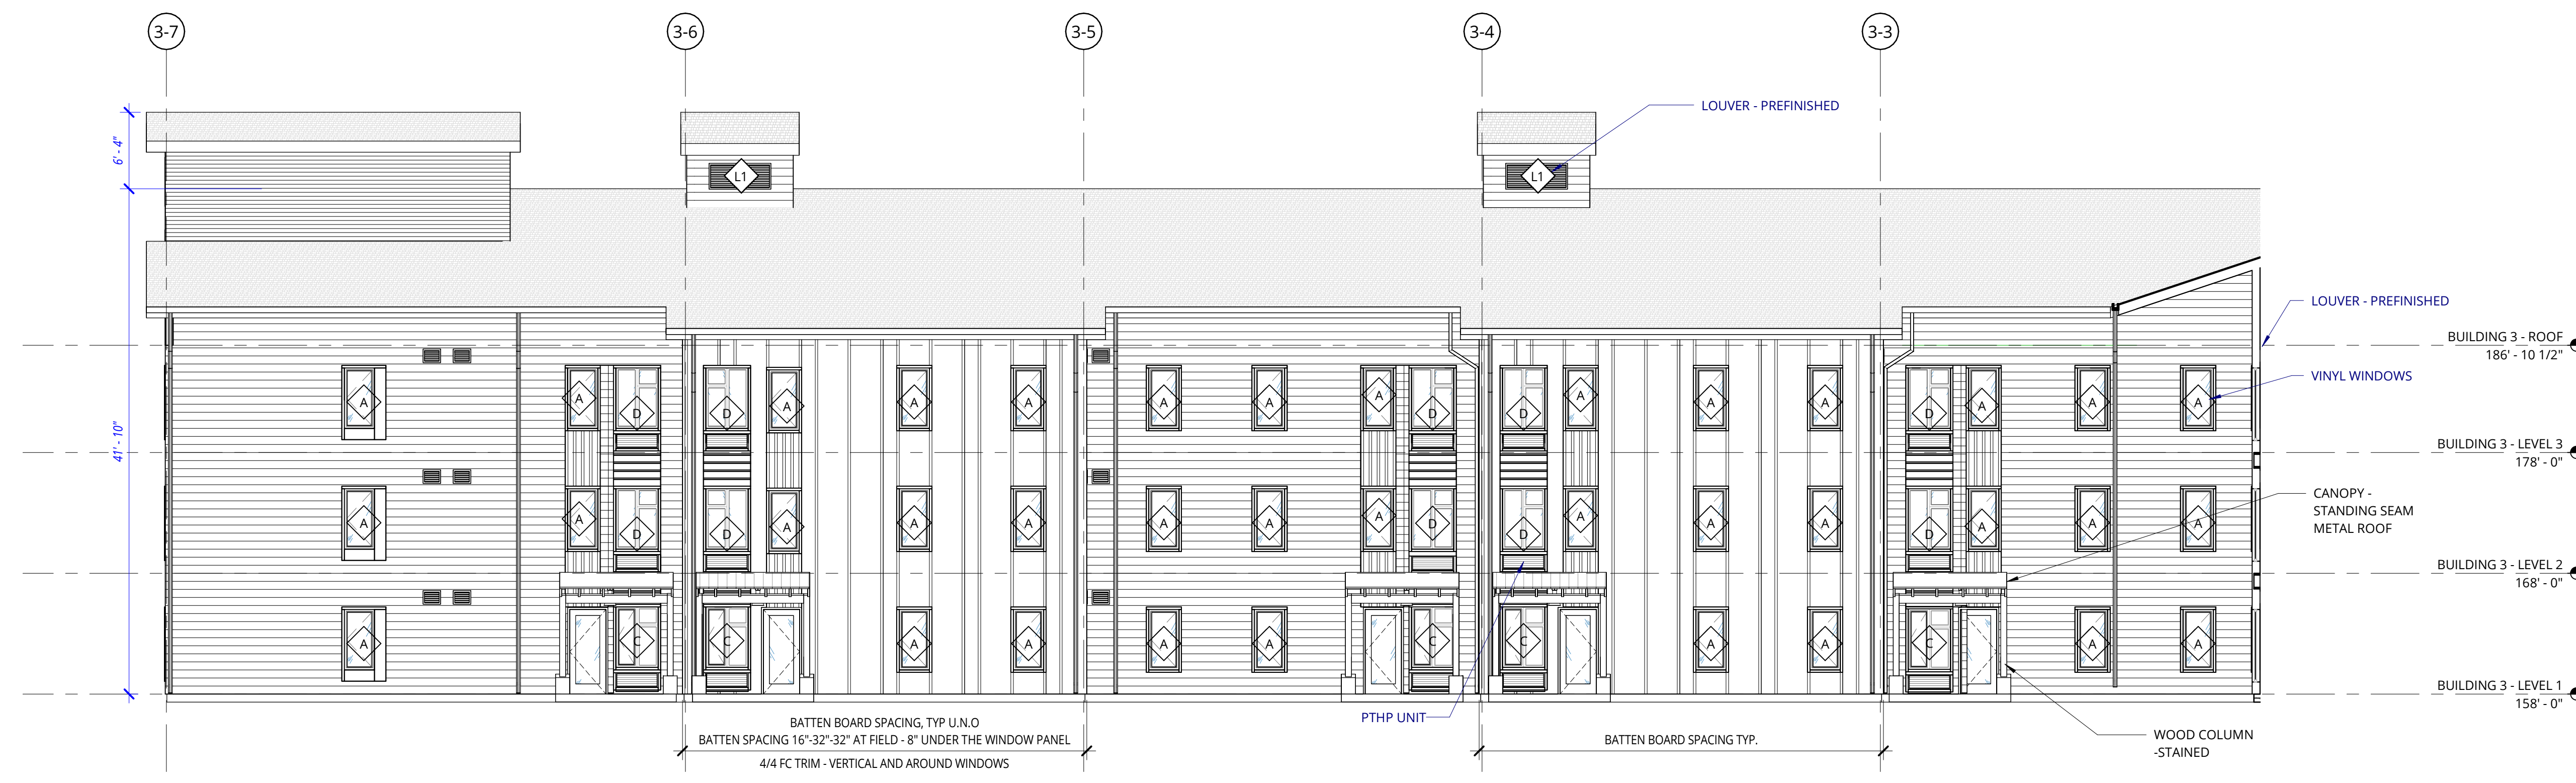 3-7
3-6
3-5
3-4
3-3
LOUVER - PREFINISHED
6' - 4"
L1
L1
LOUVER - PREFINISHED
BUILDING 3 - ROOF
186' - 10 1/2"
VINYL WINDOWS
A
A
D
D
A
A
A
A
A
A
D
D
A
A
A
D
A
A
A
41' - 10"
BUILDING 3 - LEVEL 3
178' - 0"
CANOPY -
STANDING SEAM
METAL ROOF
A
A
D
D
A
A
A
A
A
A
D
D
A
A
A
D
A
A
A
BUILDING 3 - LEVEL 2
168' - 0"
A
C
C
A
A
A
A
C
C
A
A
C
A
A
BUILDING 3 - LEVEL 1
158' - 0"
PTHP UNIT
BATTEN BOARD SPACING, TYP U.N.O
BATTEN SPACING 16"-32"-32" AT FIELD - 8" UNDER THE WINDOW PANEL
4/4 FC TRIM - VERTICAL AND AROUND WINDOWS
BATTEN BOARD SPACING TYP.
WOOD COLUMN
-STAINED